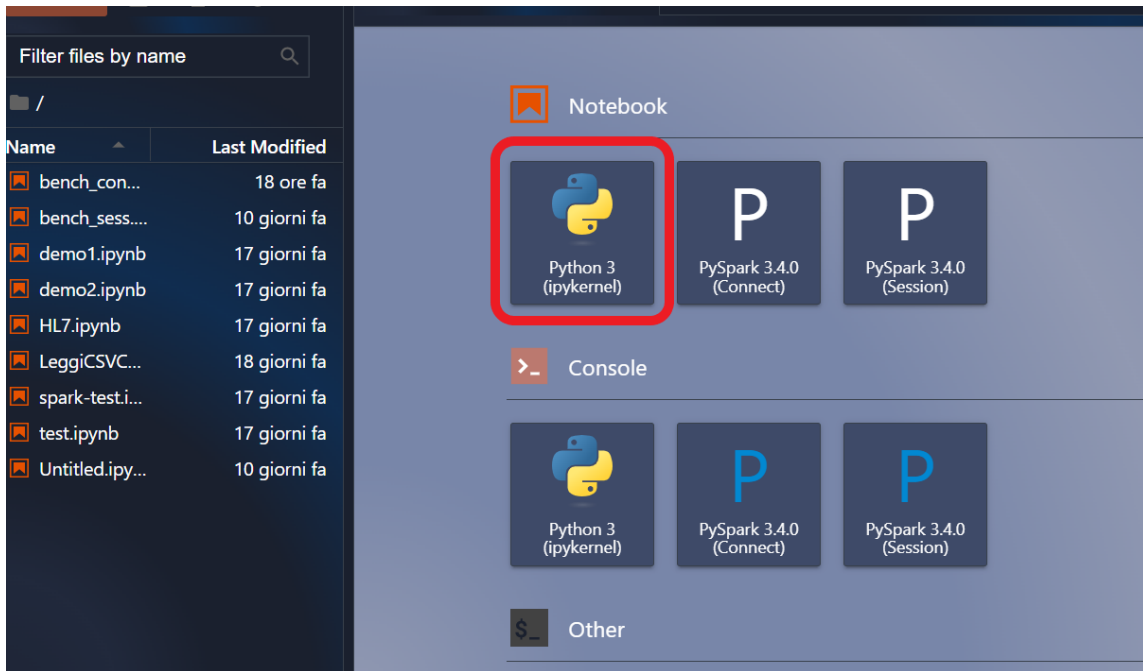 Filter files by name
/
Name Last Modified
bench_con... 18 ore fa
bench_sess.... 10 giorni fa
demo1.ipynb 17 giorni fa
demo2.ipynb 17 giorni fa
HL7.ipynb 17 giorni fa
LeggiCSVC... 18 giorni fa
spark-test.i... 17 giorni fa
test.ipynb 17 giorni fa
Untitled.ipy... 10 giorni fa
Notebook
Python 3
(ipykernel)
P
PySpark 3.4.0
(Connect)
P
PySpark 3.4.0
(Session)
>_ Console
Python 3
(ipykernel)
P
PySpark 3.4.0
(Connect)
P
PySpark 3.4.0
(Session)
$_ Other